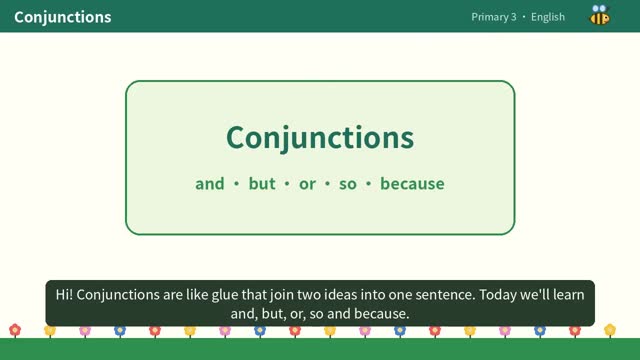 Conjunctions
Primary 3 • English
Conjunctions
and • but • or • so • because
Hi! Conjunctions are like glue that join two ideas into one sentence. Today we'll learn
and, but, or, so and because.